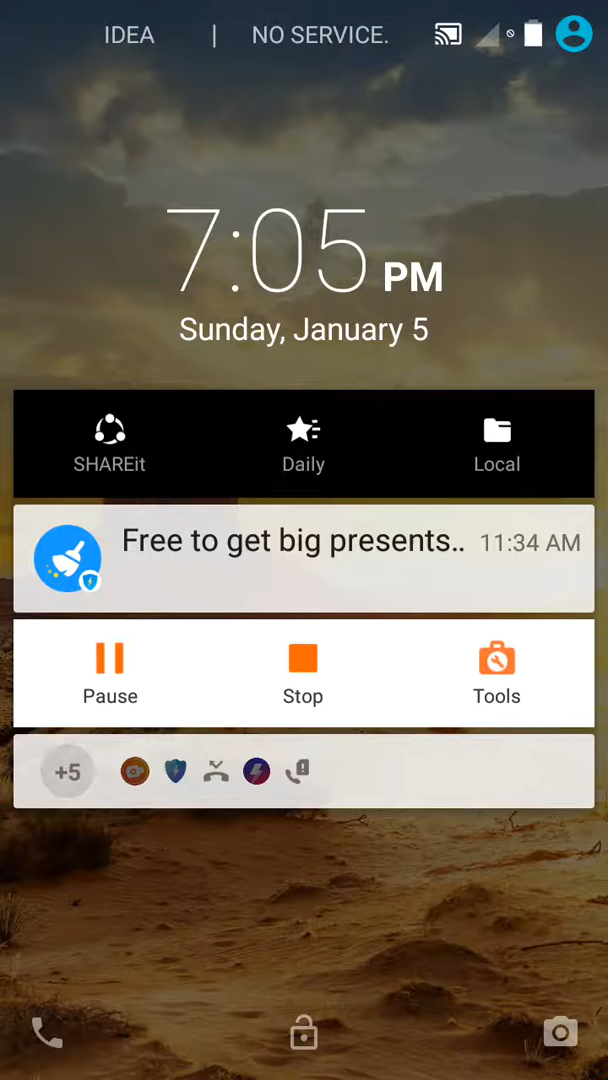 IDEA | NO SERVICE.
7:05 PM
Sunday, January 5
SHAREit Daily Local
Free to get big presents.. 11:34 AM
Pause Stop Tools
+5